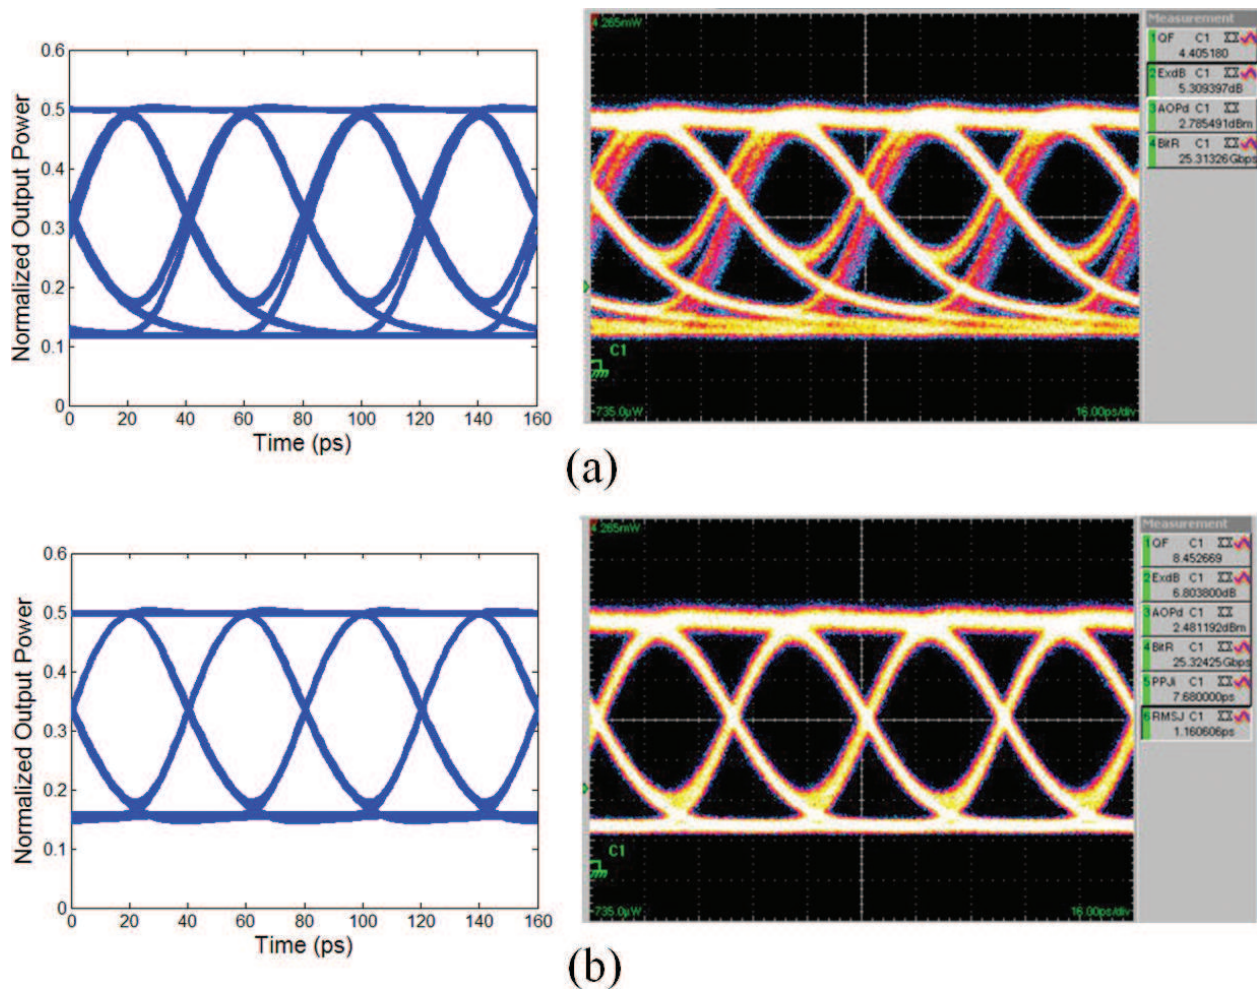 0.6
0.5
0.4
0.3
0.2
0.1
0
Normalized Output Power
0 20 40 60 80 100 120 140 160
Time (ps)
4.265mW
C1
-735.0µW
16.00ps/div
Measurement
1 QF C1
4.405180
2 ExdB C1
5.309397dB
3 AOPd C1
2.785491dBm
4 BitR C1
25.31326Gbps
(a)
0.6
0.5
0.4
0.3
0.2
0.1
0
Normalized Output Power
0 20 40 60 80 100 120 140 160
Time (ps)
4.265mW
C1
-735.0µW
16.00ps/div
Measurement
1 QF C1
8.452669
2 ExdB C1
6.803800dB
3 AOPd C1
2.481192dBm
4 BitR C1
25.32425Gbps
5 PPJi C1
7.680000ps
6 RMSJ C1
1.160606ps
(b)